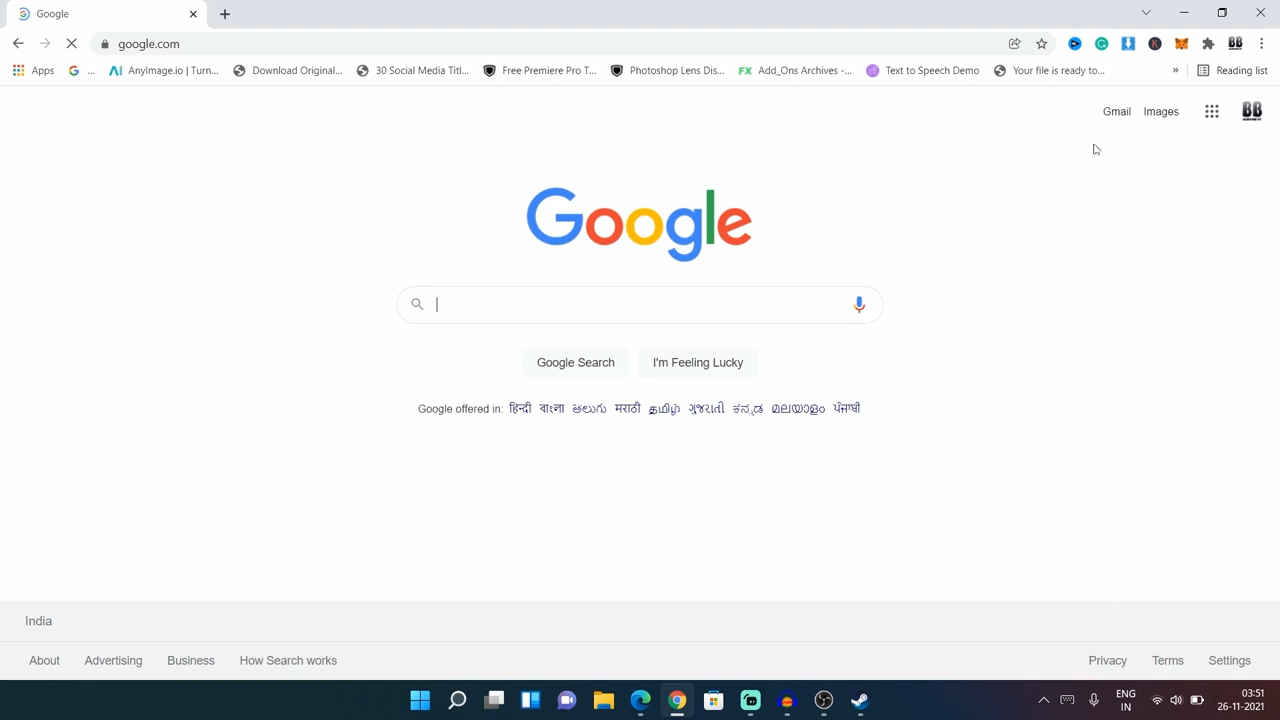 Google
google.com
Apps G ... AnyImage.io | Turn... Download Original... 30 Social Media Titl... Free Premiere Pro T... Photoshop Lens Dis... FX Add_Ons Archives -... Text to Speech Demo Your file is ready to... » Reading list
Gmail Images BB
Google
Google Search I'm Feeling Lucky
Google offered in: हिन्दी বাংলা తెలుగు मराठी தமிழ் ગુજરાતી ಕನ್ನಡ മലയാളം ਪੰਜਾਬੀ
India
About Advertising Business How Search works Privacy Terms Settings
ENG 03:51
IN 26-11-2021